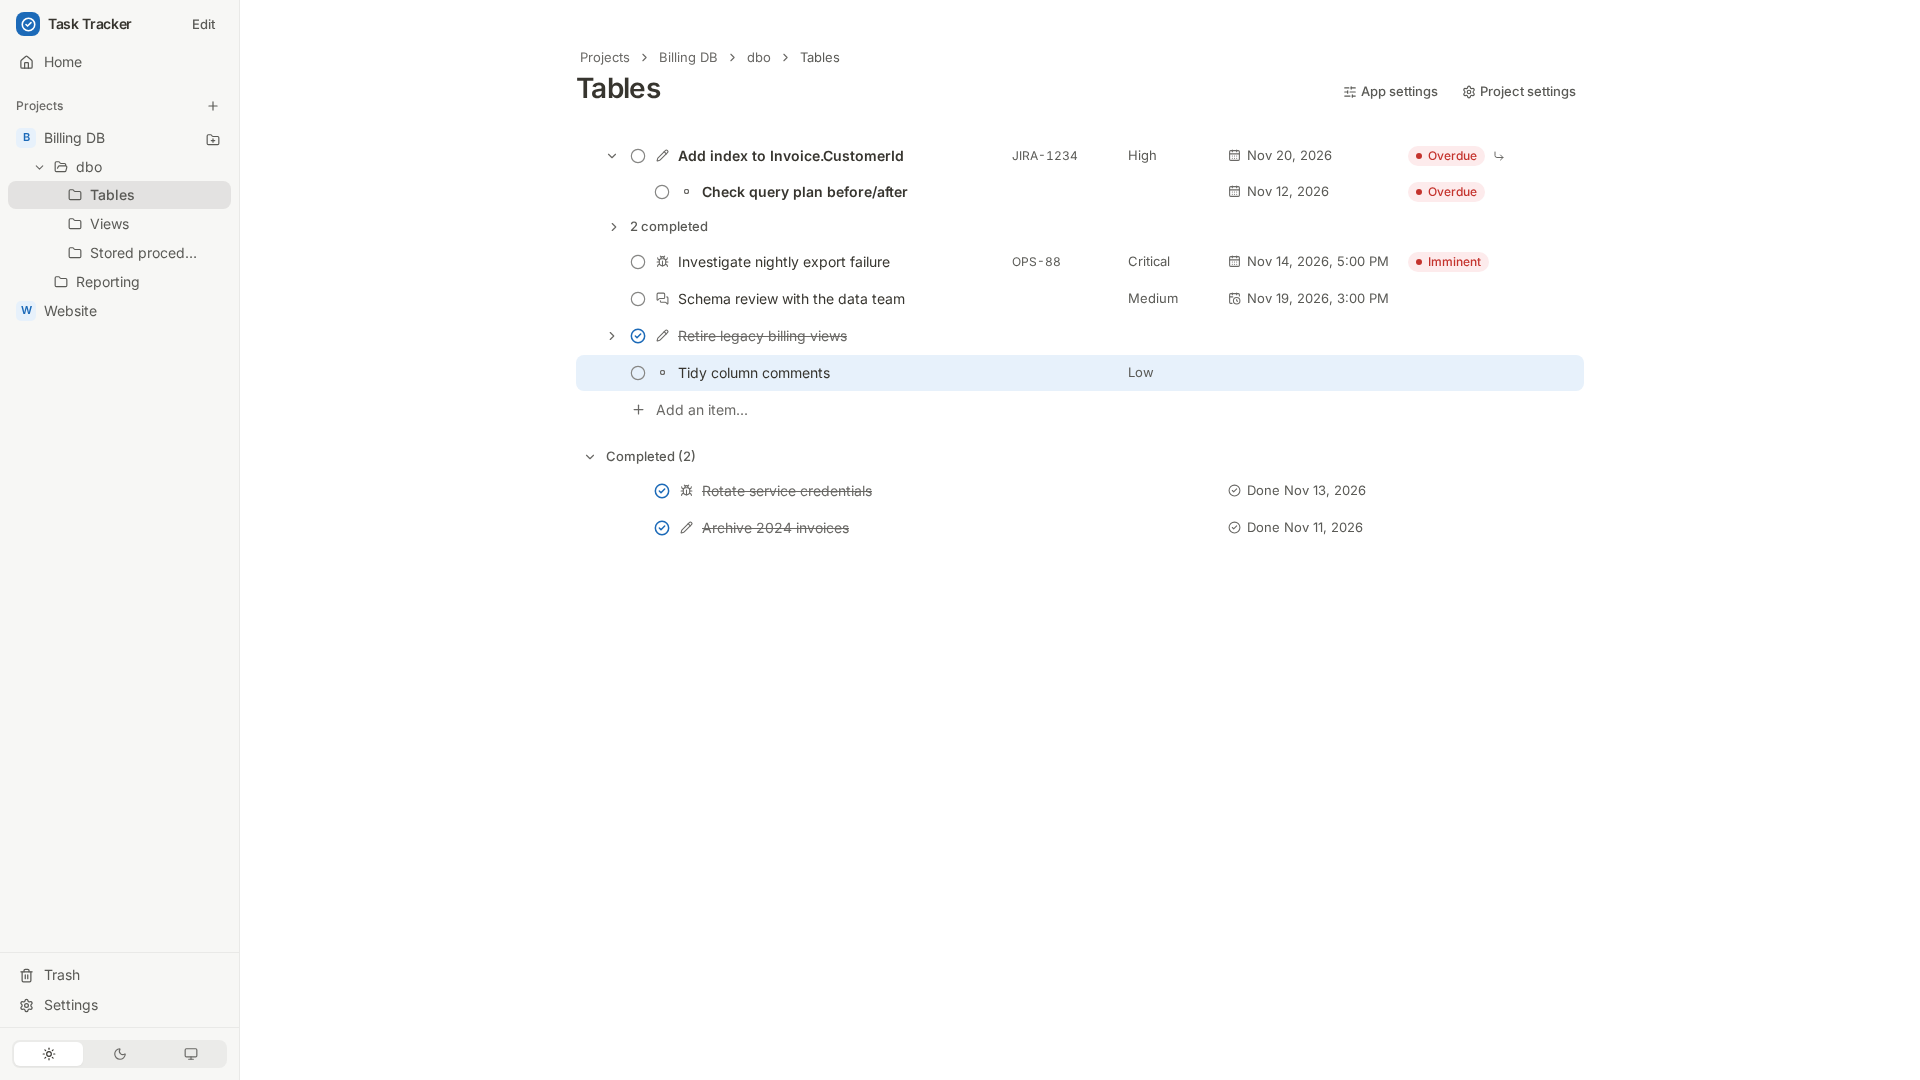 Task Tracker
Edit
Home
Projects
B Billing DB
dbo
Tables
Views
Stored proced...
Reporting
W Website
Trash
Settings
Projects > Billing DB > dbo > Tables
Tables
App settings
Project settings
Add index to Invoice.CustomerId JIRA-1234 High Nov 20, 2026 Overdue
Check query plan before/after Nov 12, 2026 Overdue
2 completed
Investigate nightly export failure OPS-88 Critical Nov 14, 2026, 5:00 PM Imminent
Schema review with the data team Medium Nov 19, 2026, 3:00 PM
Retire legacy billing views
Tidy column comments Low
Add an item...
Completed (2)
Rotate service credentials Done Nov 13, 2026
Archive 2024 invoices Done Nov 11, 2026